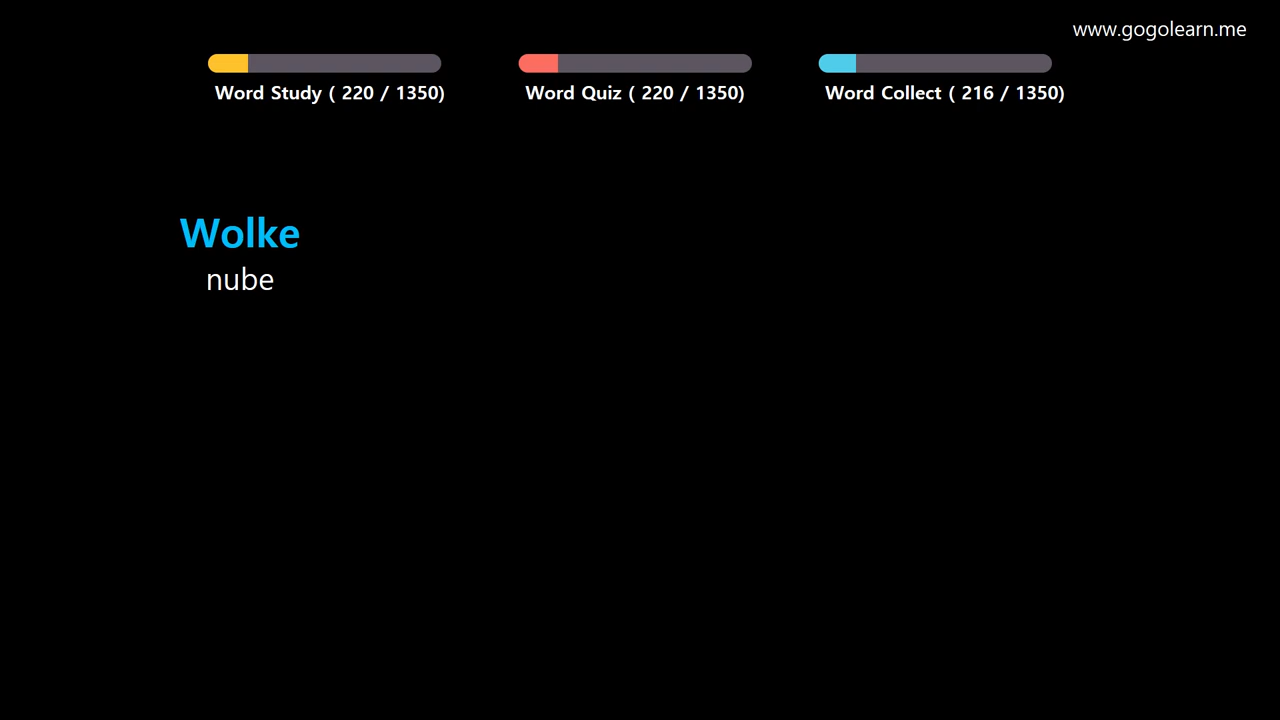 www.gogolearn.me
Word Study ( 220 / 1350)
Word Quiz ( 220 / 1350)
Word Collect ( 216 / 1350)
Wolke
nube